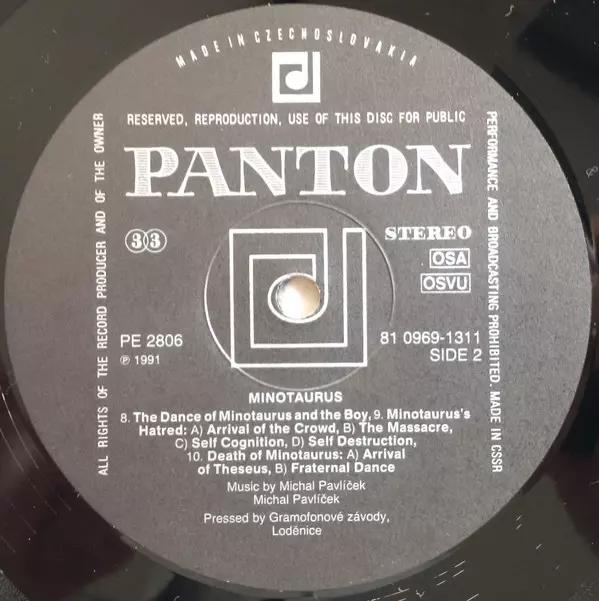 MADE IN CZECHOSLOVAKIA
RESERVED, REPRODUCTION, USE OF THIS DISC FOR PUBLIC
PERFORMANCE AND BROADCASTING PROHIBITED. MADE IN CSSR
ALL RIGHTS OF THE RECORD PRODUCER AND OF THE OWNER
PANTON
33
STEREO
OSA
OSVU
PE 2806
℗ 1991
81 0969-1311
SIDE 2
MINOTAURUS
8. The Dance of Minotaurus and the Boy, 9. Minotaurus's
Hatred: A) Arrival of the Crowd, B) The Massacre,
C) Self Cognition, D) Self Destruction,
10. Death of Minotaurus: A) Arrival
of Theseus, B) Fraternal Dance
Music by Michal Pavlíček
Michal Pavlíček
Pressed by Gramofonové závody,
Loděnice